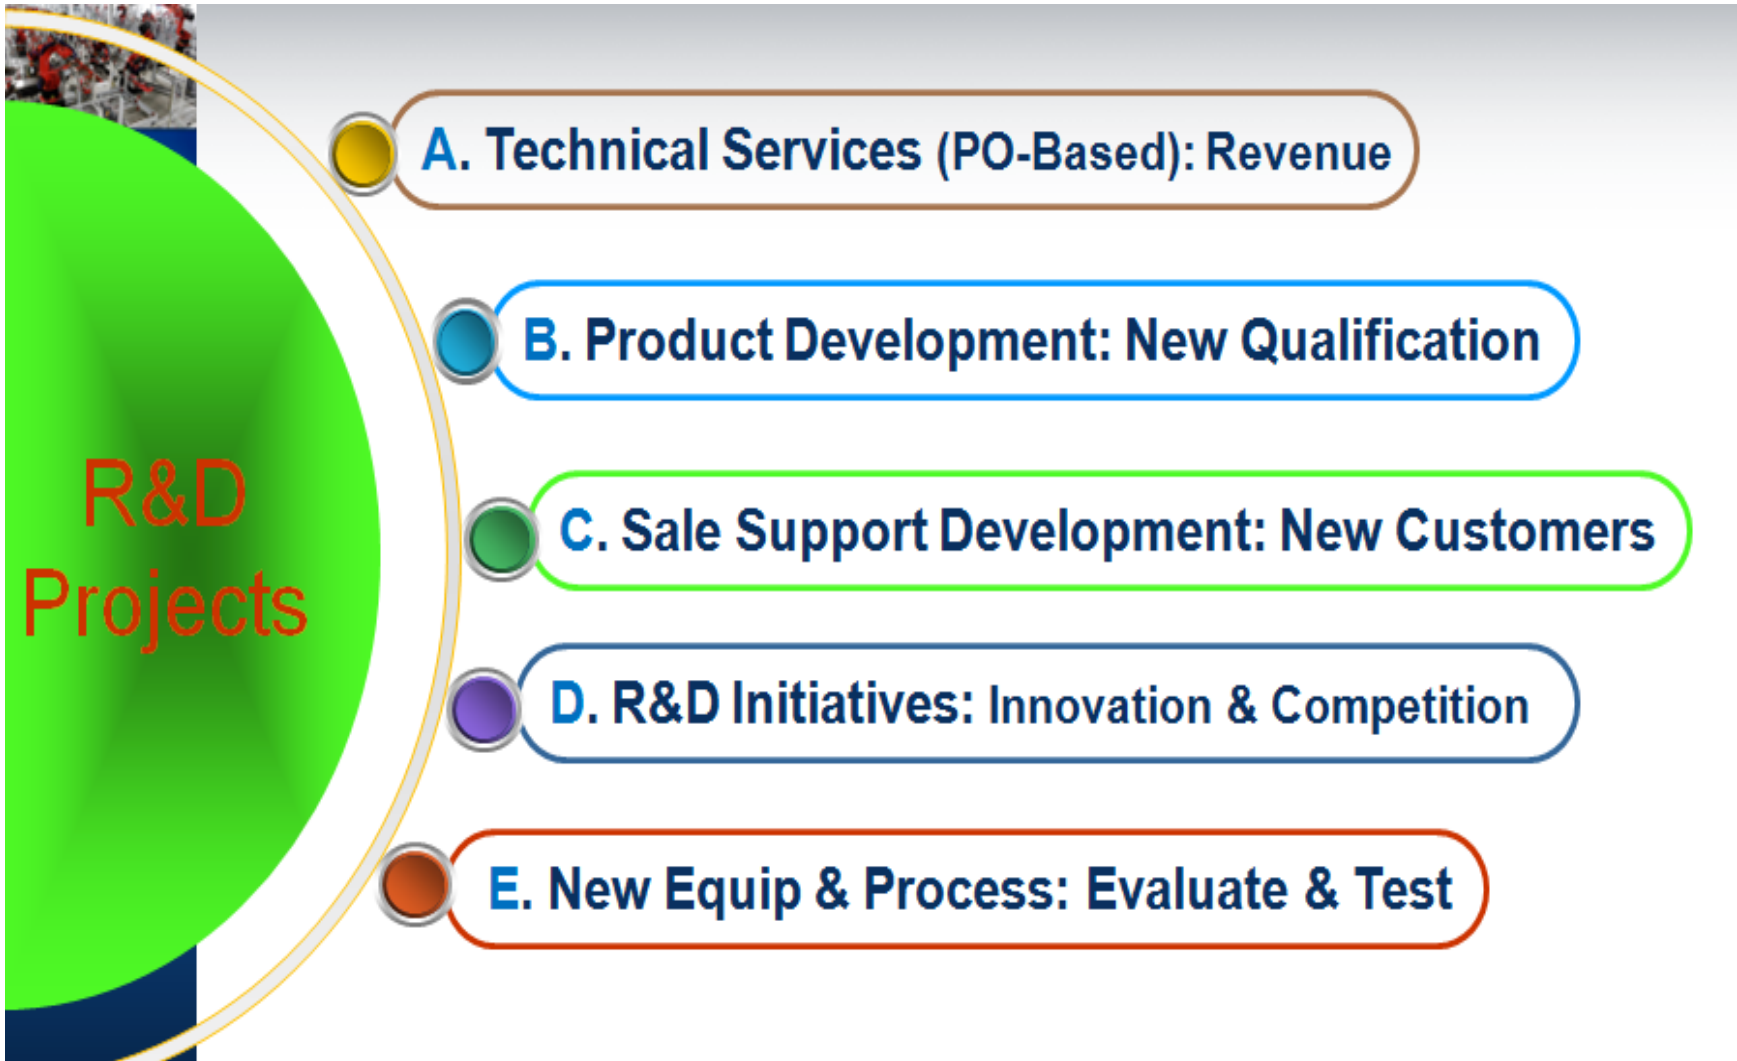 R&D
Projects
A. Technical Services (PO-Based): Revenue
B. Product Development: New Qualification
C. Sale Support Development: New Customers
D. R&D Initiatives: Innovation & Competition
E. New Equip & Process: Evaluate & Test